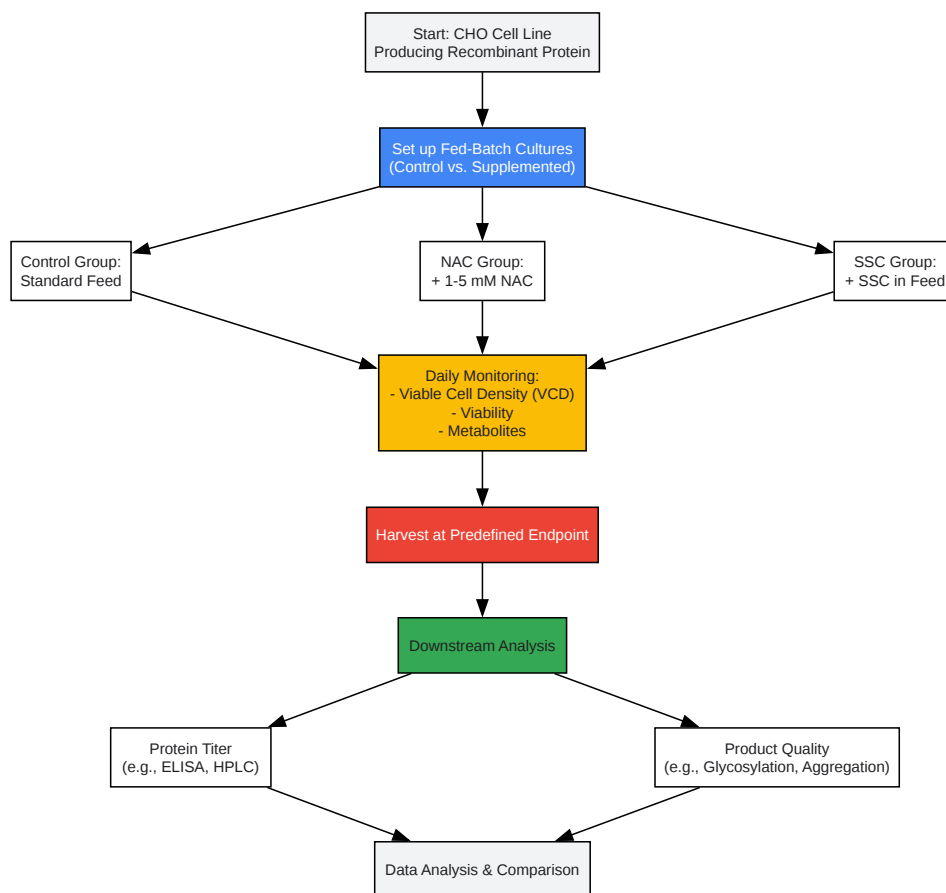 Start: CHO Cell Line
Producing Recombinant Protein
Set up Fed-Batch Cultures
(Control vs. Supplemented)
Control Group:
Standard Feed
NAC Group:
+ 1-5 mM NAC
SSC Group:
+ SSC in Feed
Daily Monitoring:
- Viable Cell Density (VCD)
- Viability
- Metabolites
Harvest at Predefined Endpoint
Downstream Analysis
Protein Titer
(e.g., ELISA, HPLC)
Product Quality
(e.g., Glycosylation, Aggregation)
Data Analysis & Comparison